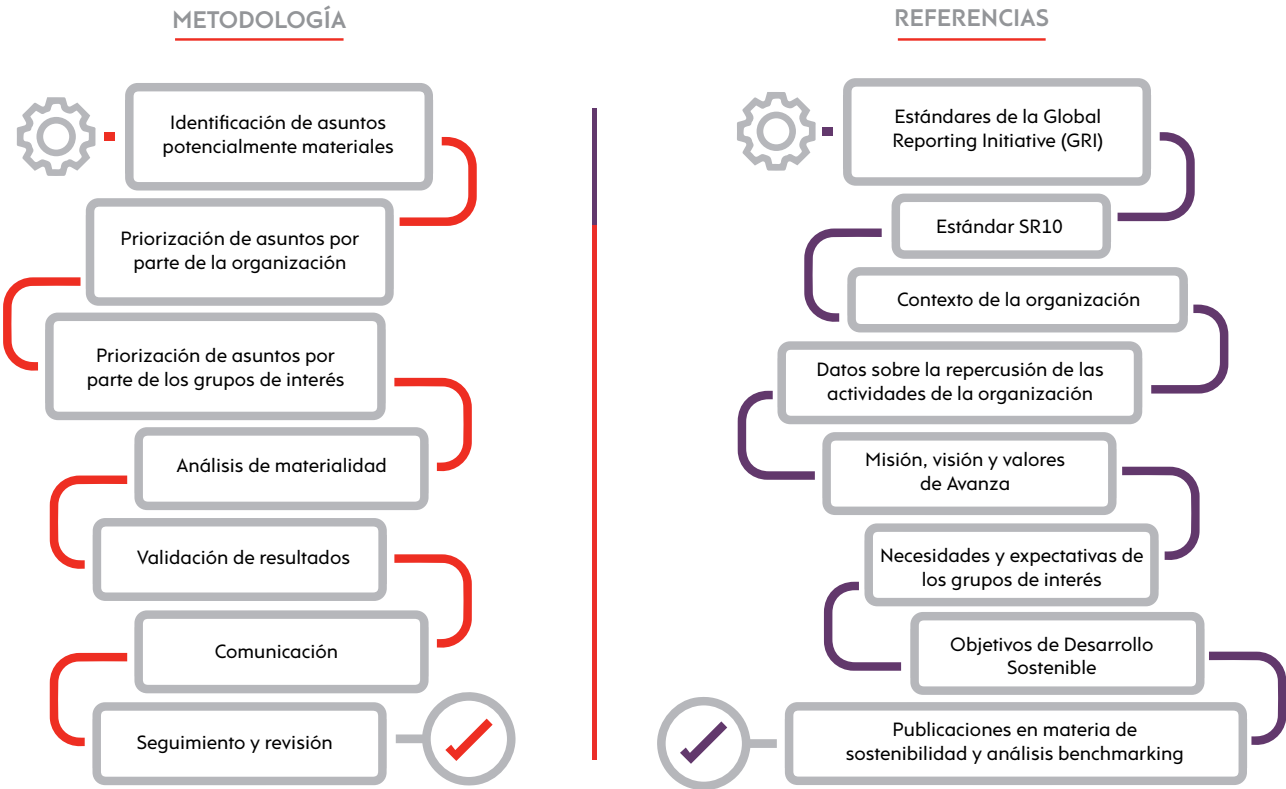 METODOLOGÍA
Identificación de asuntos
potencialmente materiales
Priorización de asuntos por
parte de la organización
Priorización de asuntos por
parte de los grupos de interés
Análisis de materialidad
Validación de resultados
Comunicación
Seguimiento y revisión
REFERENCIAS
Estándares de la Global
Reporting Initiative (GRI)
Estándar SR10
Contexto de la organización
Datos sobre la repercusión de las
actividades de la organización
Misión, visión y valores
de Avanza
Necesidades y expectativas de
los grupos de interés
Objetivos de Desarrollo
Sostenible
Publicaciones en materia de
sostenibilidad y análisis benchmarking